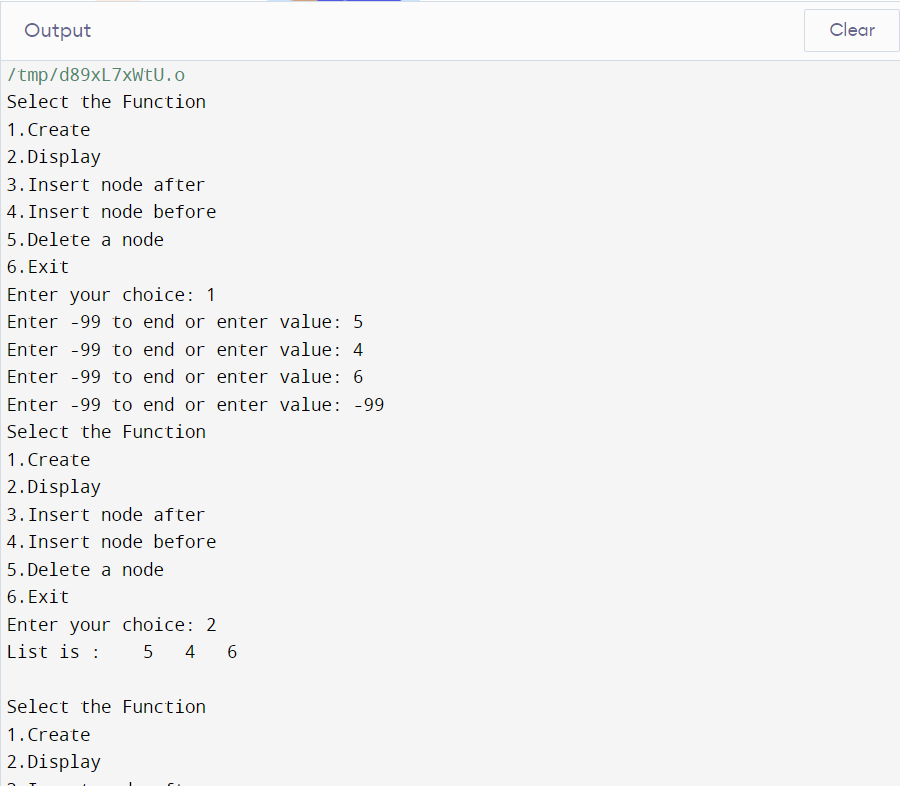 Output
Clear
/tmp/d89xL7xWtU.o
Select the Function
1.Create
2.Display
3.Insert node after
4.Insert node before
5.Delete a node
6.Exit
Enter your choice: 1
Enter -99 to end or enter value: 5
Enter -99 to end or enter value: 4
Enter -99 to end or enter value: 6
Enter -99 to end or enter value: -99
Select the Function
1.Create
2.Display
3.Insert node after
4.Insert node before
5.Delete a node
6.Exit
Enter your choice: 2
List is :    5   4   6
Select the Function
1.Create
2.Display